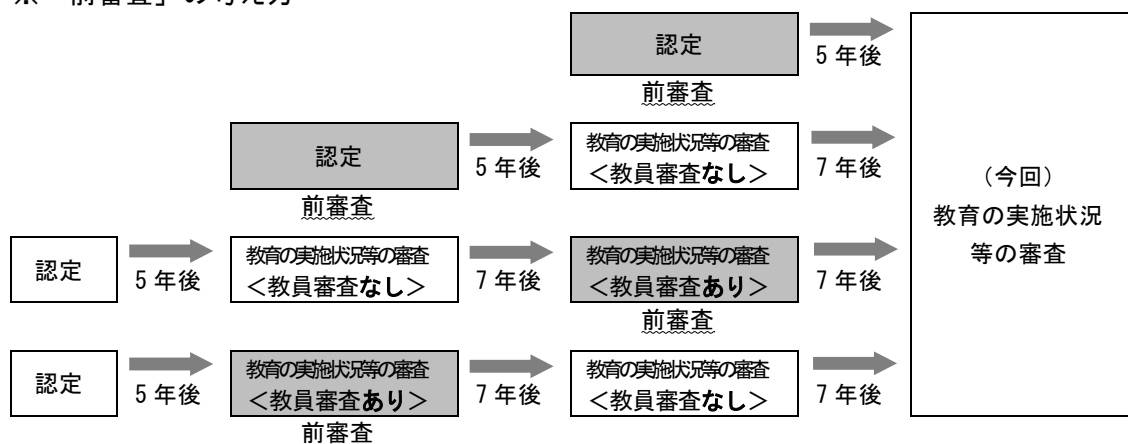 ※「前審査」の考え方
認定
5 年後
前審査
認定
5 年後
教育の実施状況等の審査
＜教員審査なし＞
7 年後
前審査
（今回）
教育の実施状況
等の審査
認定
5 年後
教育の実施状況等の審査
＜教員審査なし＞
7 年後
教育の実施状況等の審査
＜教員審査あり＞
7 年後
前審査
認定
5 年後
教育の実施状況等の審査
＜教員審査あり＞
7 年後
教育の実施状況等の審査
＜教員審査なし＞
7 年後
前審査